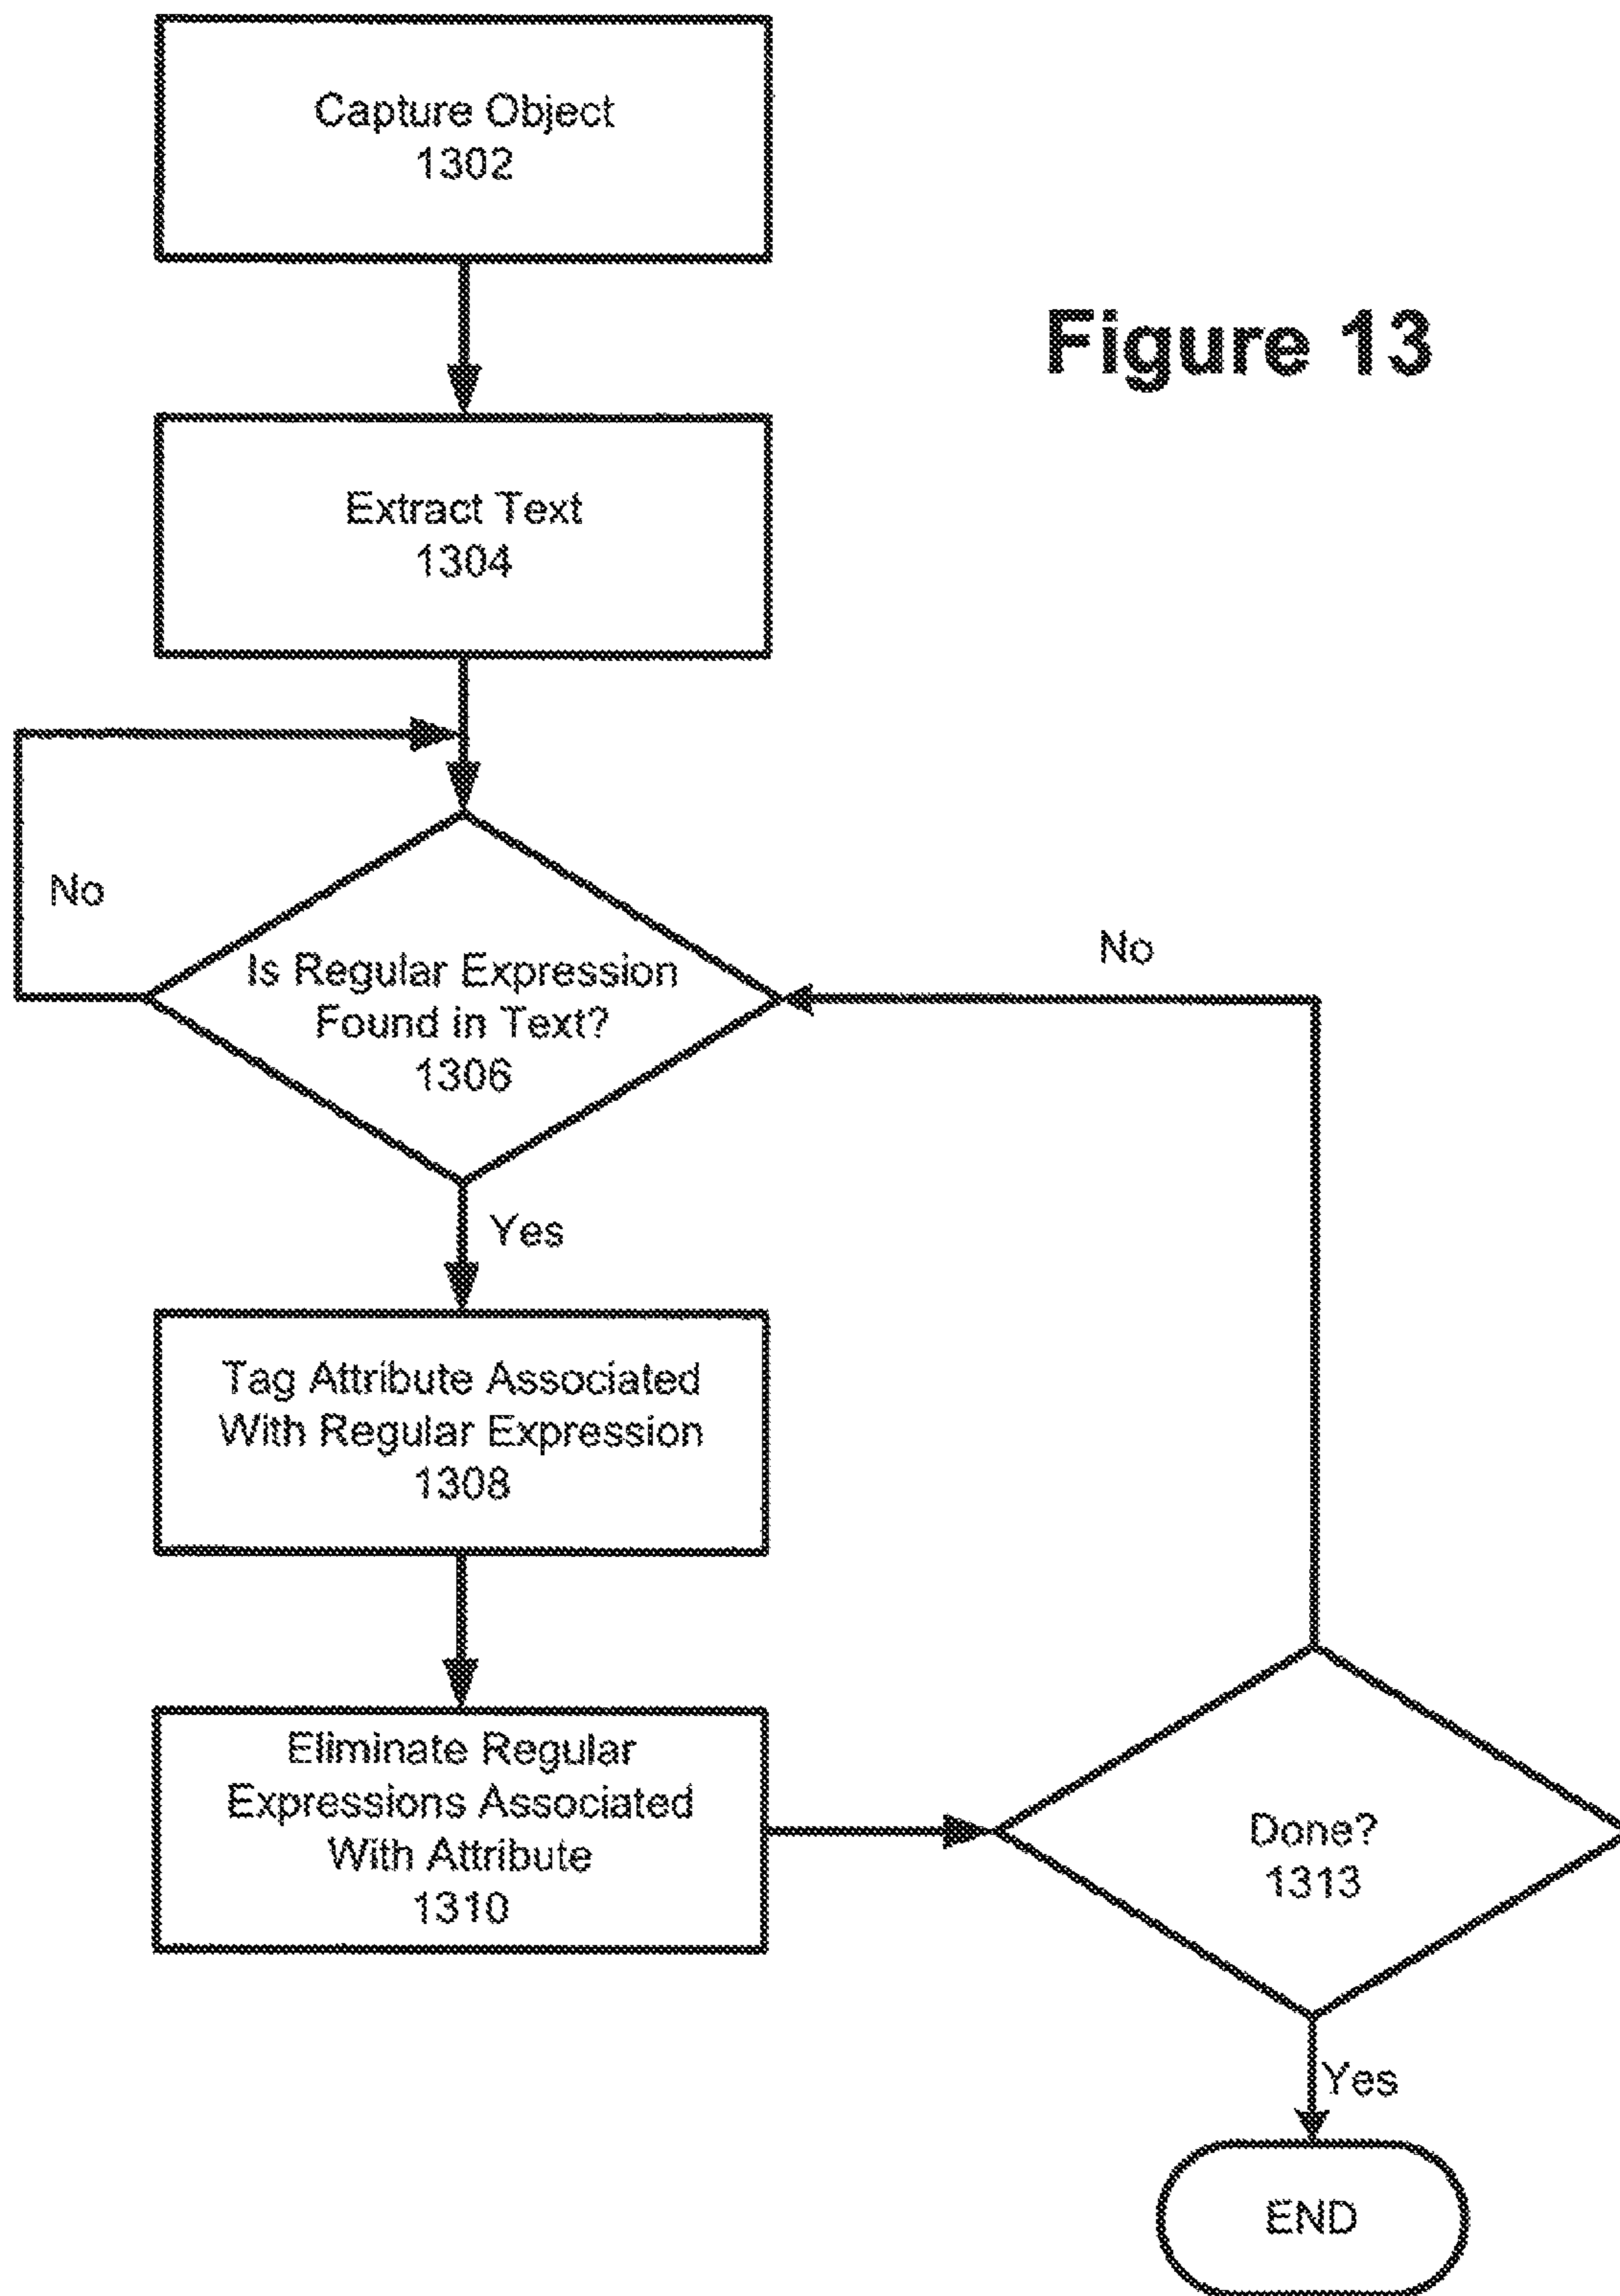 Capture Object
1302
Figure 13
Extract Text
1304
No
Is Regular Expression
Found in Text?
1306
No
Yes
Tag Attribute Associated
With Regular Expression
1308
Eliminate Regular
Expressions Associated
With Attribute
1310
Done?
1313
Yes
END